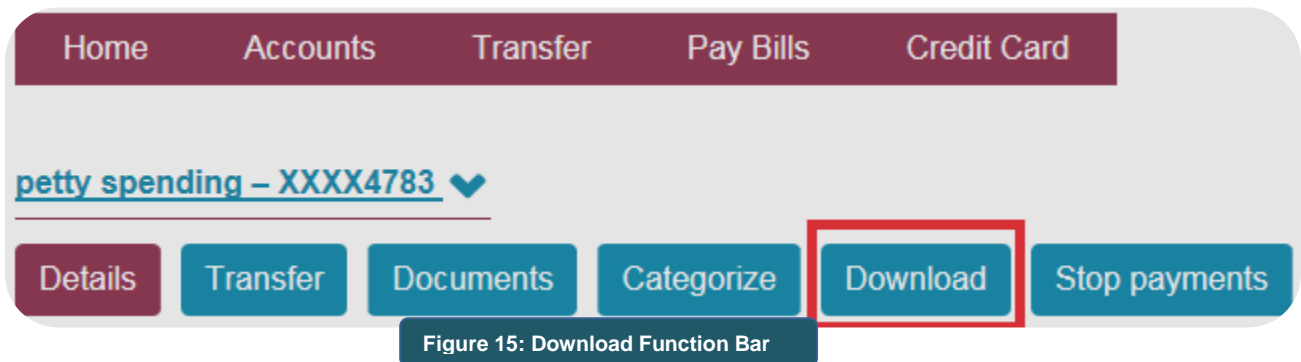 Home Accounts Transfer Pay Bills Credit Card
petty spending – XXXX4783
Details Transfer Documents Categorize Download Stop payments
Figure 15: Download Function Bar